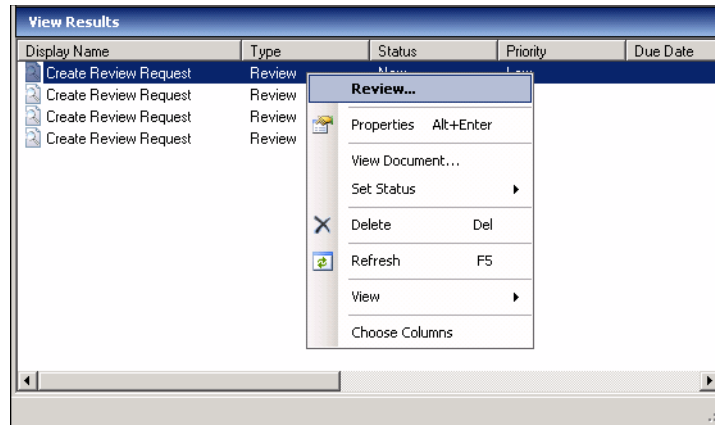 View Results
Display Name Type Status Priority Due Date
Create Review Request Review
Create Review Request Review
Create Review Request Review
Create Review Request Review
Review...
Properties Alt+Enter
View Document...
Set Status
Delete Del
Refresh F5
View
Choose Columns